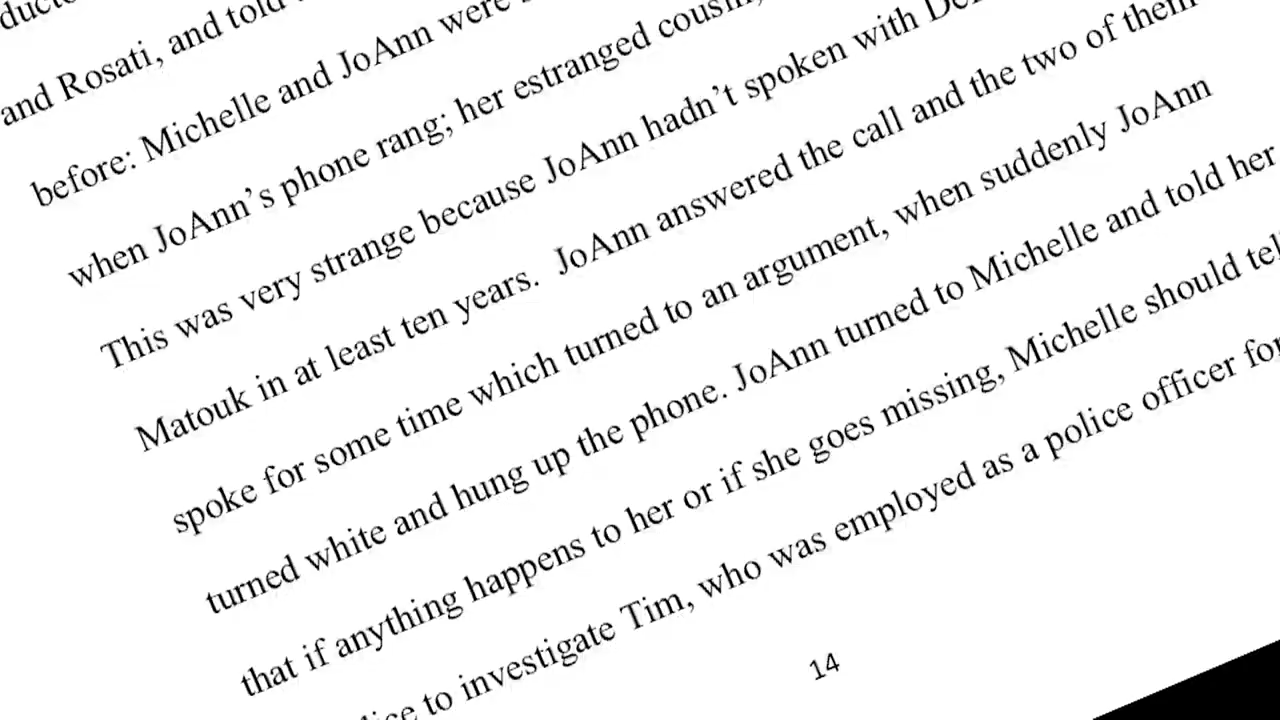 and Rosati, and told
before: Michelle and JoAnn were
when JoAnn's phone rang; her estranged cousin,
This was very strange because JoAnn hadn't spoken with
Matouk in at least ten years.  JoAnn answered the call and the two of them
spoke for some time which turned to an argument, when suddenly JoAnn
turned white and hung up the phone. JoAnn turned to Michelle and told her
that if anything happens to her or if she goes missing, Michelle should
to investigate Tim, who was employed as a police officer for
14